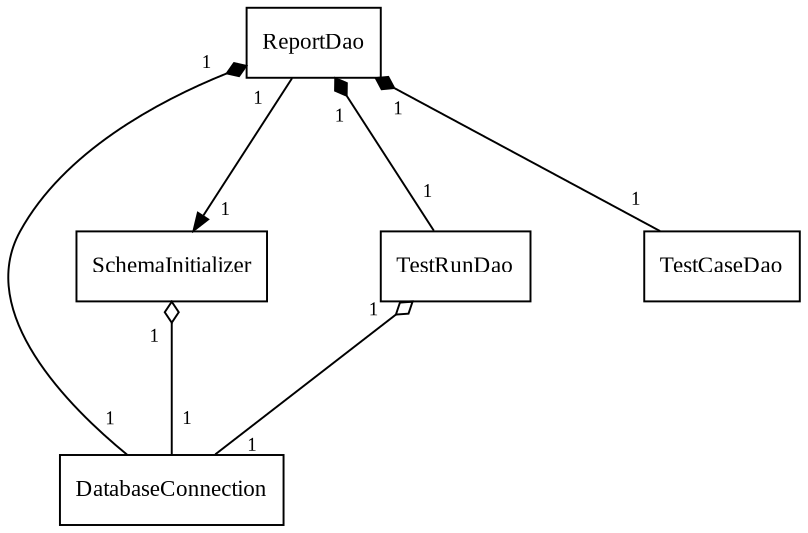 ReportDao
1
1
1
1
1
1
1
SchemaInitializer
TestRunDao
TestCaseDao
1
1
1
1
1
DatabaseConnection